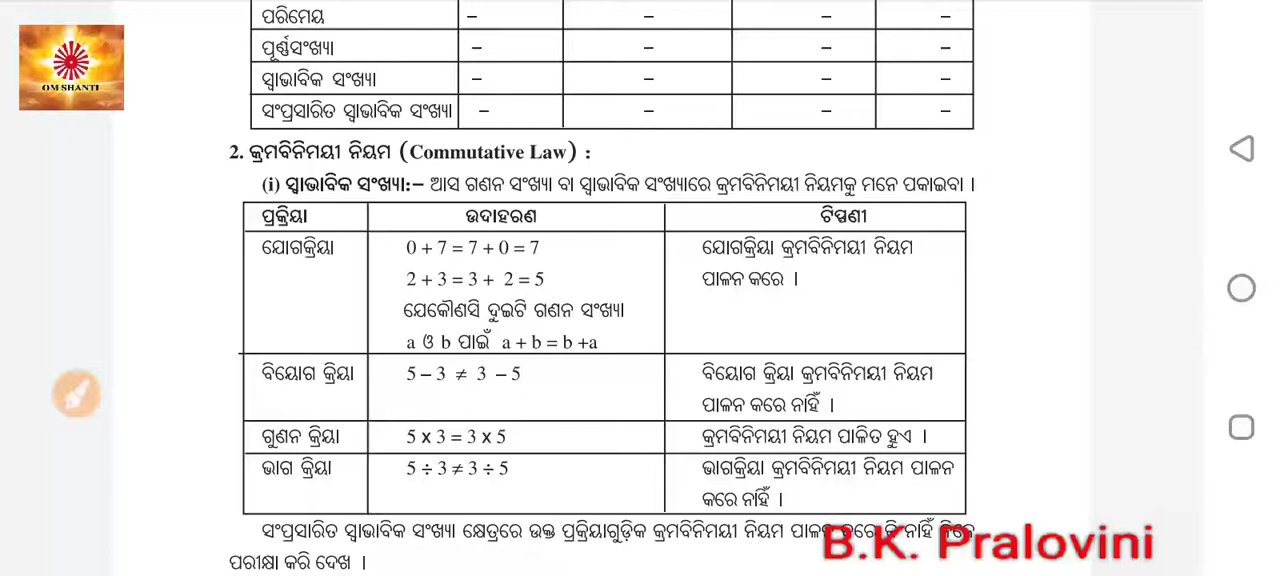 ପରିମେୟ – – – –
OM SHANTI
ପୂର୍ଣ୍ଣସଂଖ୍ୟା – – – –
ସ୍ୱାଭାବିକ ସଂଖ୍ୟା – – – –
ସଂପ୍ରସାରିତ ସ୍ୱାଭାବିକ ସଂଖ୍ୟା – – – –
2. କ୍ରମବିନିମୟୀ ନିୟମ (Commutative Law) :
(i) ସ୍ୱାଭାବିକ ସଂଖ୍ୟା:– ଆସ ଗଣନ ସଂଖ୍ୟା ବା ସ୍ୱାଭାବିକ ସଂଖ୍ୟାରେ କ୍ରମବିନିମୟୀ ନିୟମକୁ ମନେ ପକାଇବା ।
ପ୍ରକ୍ରିୟା ଉଦାହରଣ ଟିପ୍ପଣୀ
ଯୋଗକ୍ରିୟା 0 + 7 = 7 + 0 = 7 ଯୋଗକ୍ରିୟା କ୍ରମବିନିମୟୀ ନିୟମ
2 + 3 = 3 + 2 = 5 ପାଳନ କରେ ।
ଯେକୌଣସି ଦୁଇଟି ଗଣନ ସଂଖ୍ୟା
a ଓ b ପାଇଁ a + b = b +a
ବିୟୋଗ କ୍ରିୟା 5 – 3 ≠ 3 – 5 ବିୟୋଗ କ୍ରିୟା କ୍ରମବିନିମୟୀ ନିୟମ
ପାଳନ କରେ ନାହିଁ ।
ଗୁଣନ କ୍ରିୟା 5 x 3 = 3 x 5 କ୍ରମବିନିମୟୀ ନିୟମ ପାଳିତ ହୁଏ ।
ଭାଗ କ୍ରିୟା 5 ÷ 3 ≠ 3 ÷ 5 ଭାଗକ୍ରିୟା କ୍ରମବିନିମୟୀ ନିୟମ ପାଳନ
କରେ ନାହିଁ ।
ସଂପ୍ରସାରିତ ସ୍ୱାଭାବିକ ସଂଖ୍ୟା କ୍ଷେତ୍ରରେ ଉକ୍ତ ପ୍ରକ୍ରିୟାଗୁଡ଼ିକ କ୍ରମବିନିମୟୀ ନିୟମ ନାହିଁ
B.K. Pralovini
ପରୀକ୍ଷା କରି ଦେଖ ।